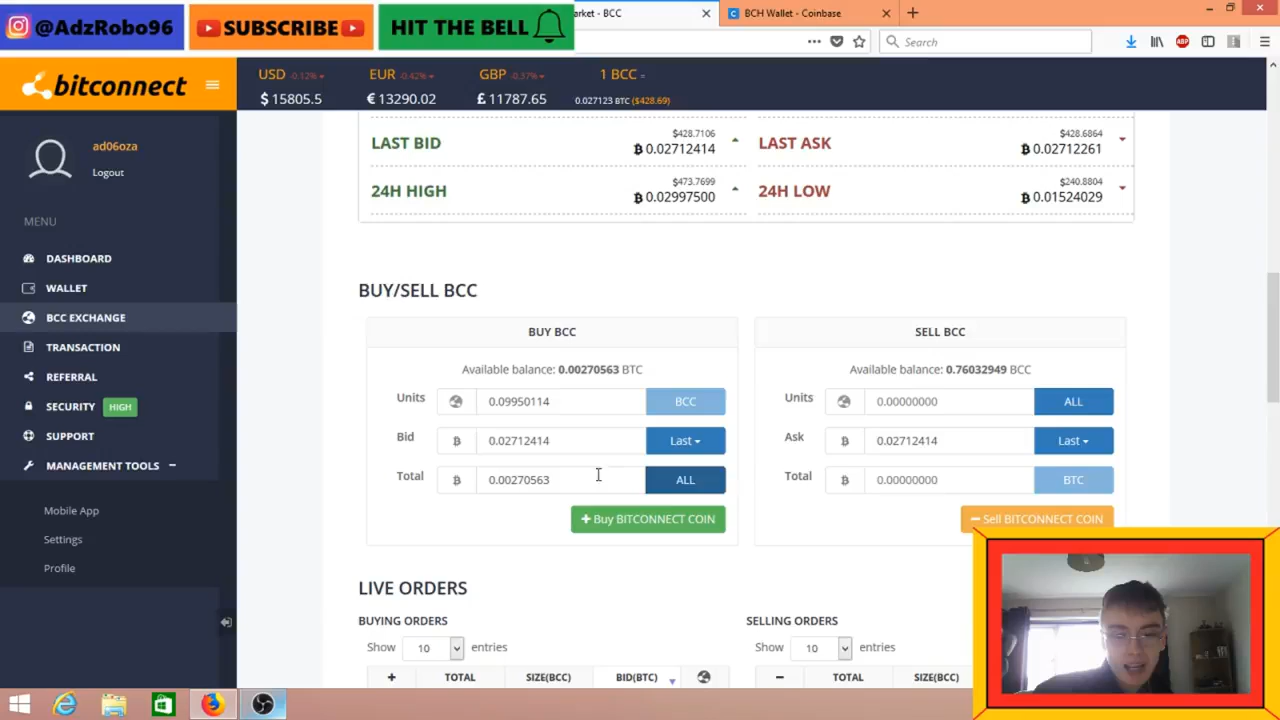 @AdzRobo96
SUBSCRIBE
HIT THE BELL
arket - BCC
BCH Wallet - Coinbase
Search
ABP
bitconnect
USD -0.12%
$ 15805.5
EUR -0.42%
€ 13290.02
GBP -0.37%
£ 11787.65
1 BCC =
0.027123 BTC ($428.69)
ad06oza
Logout
MENU
DASHBOARD
WALLET
BCC EXCHANGE
TRANSACTION
REFERRAL
SECURITY HIGH
SUPPORT
MANAGEMENT TOOLS
Mobile App
Settings
Profile
LAST BID
$428.7106
0.02712414
LAST ASK
$428.6864
0.02712261
24H HIGH
$473.7699
0.02997500
24H LOW
$240.8804
0.01524029
BUY/SELL BCC
BUY BCC
Available balance: 0.00270563 BTC
Units 0.09950114 BCC
Bid 0.02712414 Last
Total 0.00270563 ALL
+ Buy BITCONNECT COIN
SELL BCC
Available balance: 0.76032949 BCC
Units 0.00000000 ALL
Ask 0.02712414 Last
Total 0.00000000 BTC
− Sell BITCONNECT COIN
LIVE ORDERS
BUYING ORDERS
Show 10 entries
+ TOTAL SIZE(BCC) BID(BTC)
SELLING ORDERS
Show 10 entries
− TOTAL SIZE(BCC)